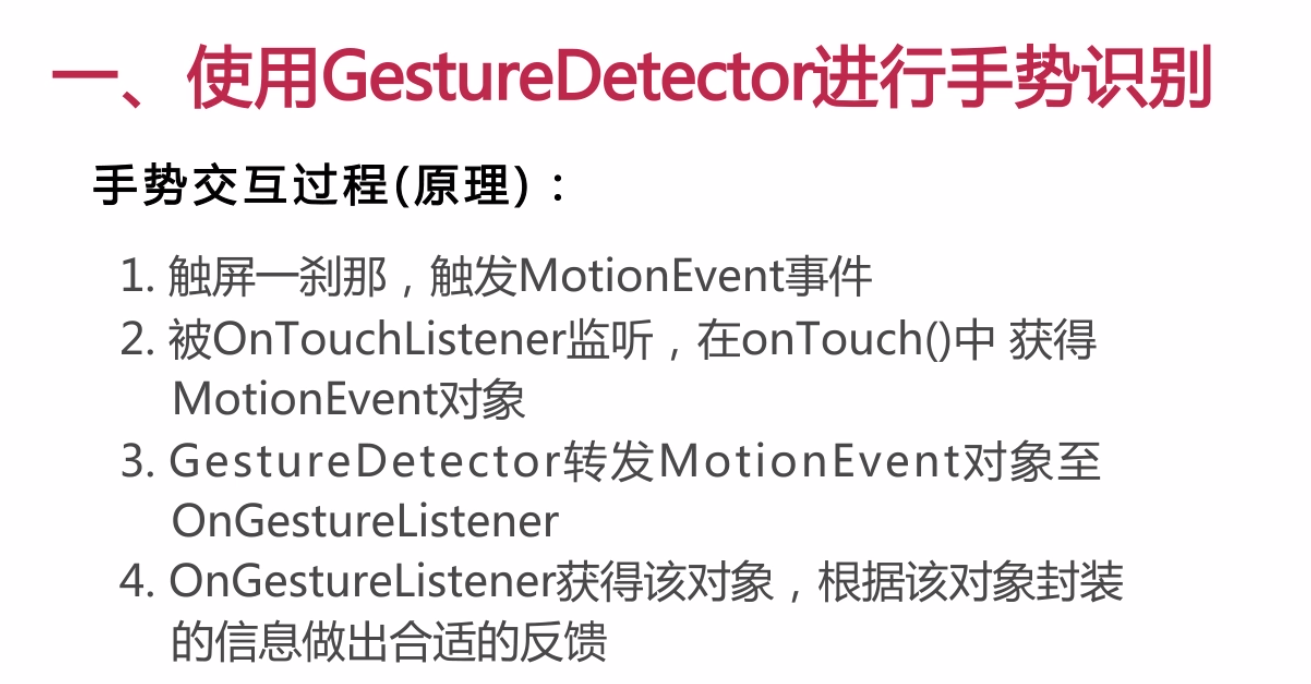 一、使用GestureDetector进行手势识别
手势交互过程(原理)：
1. 触屏一刹那，触发MotionEvent事件
2. 被OnTouchListener监听，在onTouch()中 获得
MotionEvent对象
3. GestureDetector转发MotionEvent对象至
OnGestureListener
4. OnGestureListener获得该对象，根据该对象封装
的信息做出合适的反馈